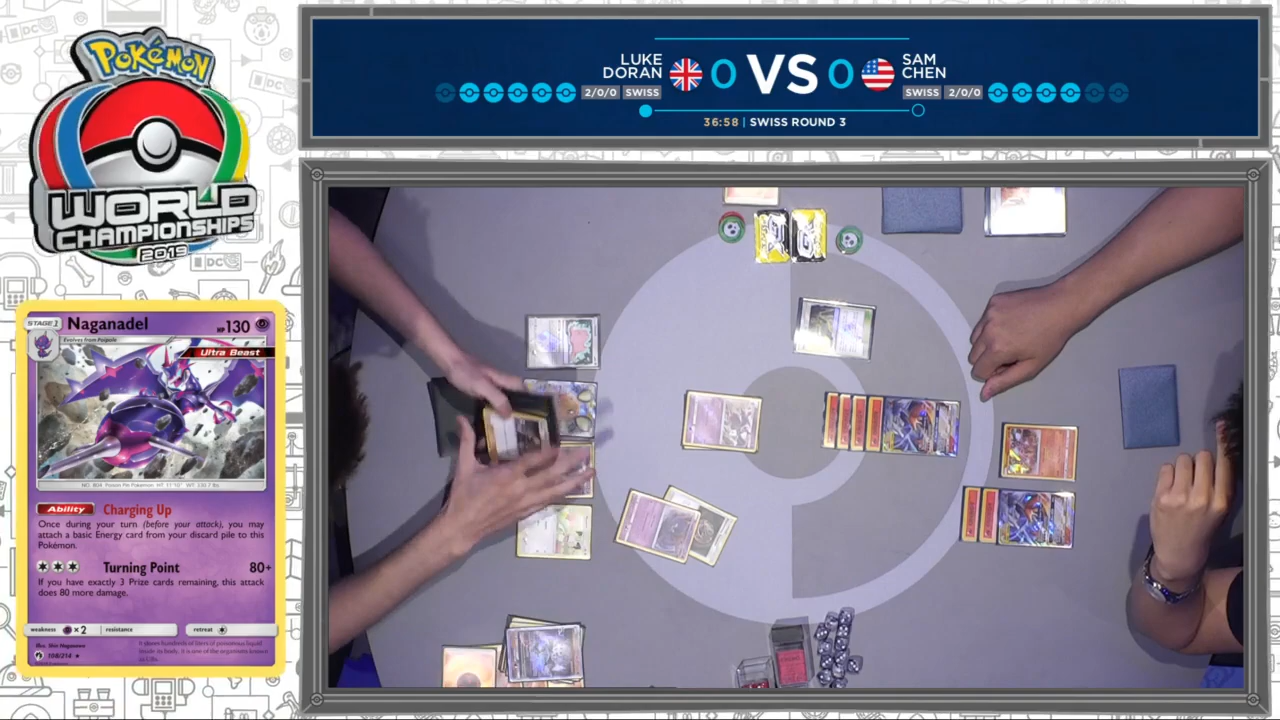 Pokémon
WORLD
CHAMPIONSHIPS
2019
LUKE
DORAN
0 VS 0
SAM
CHEN
2/0/0 SWISS
SWISS 2/0/0
36:58 | SWISS ROUND 3
STAGE 1
Naganadel
HP 130
Evolves from Poipole
Ultra Beast
Ability Charging Up
Once during your turn (before your attack), you may
attach a basic Energy card from your discard pile to this
Pokémon.
Turning Point 80+
If you have exactly 3 Prize cards remaining, this attack
does 80 more damage.
weakness ×2 resistance retreat
108/214